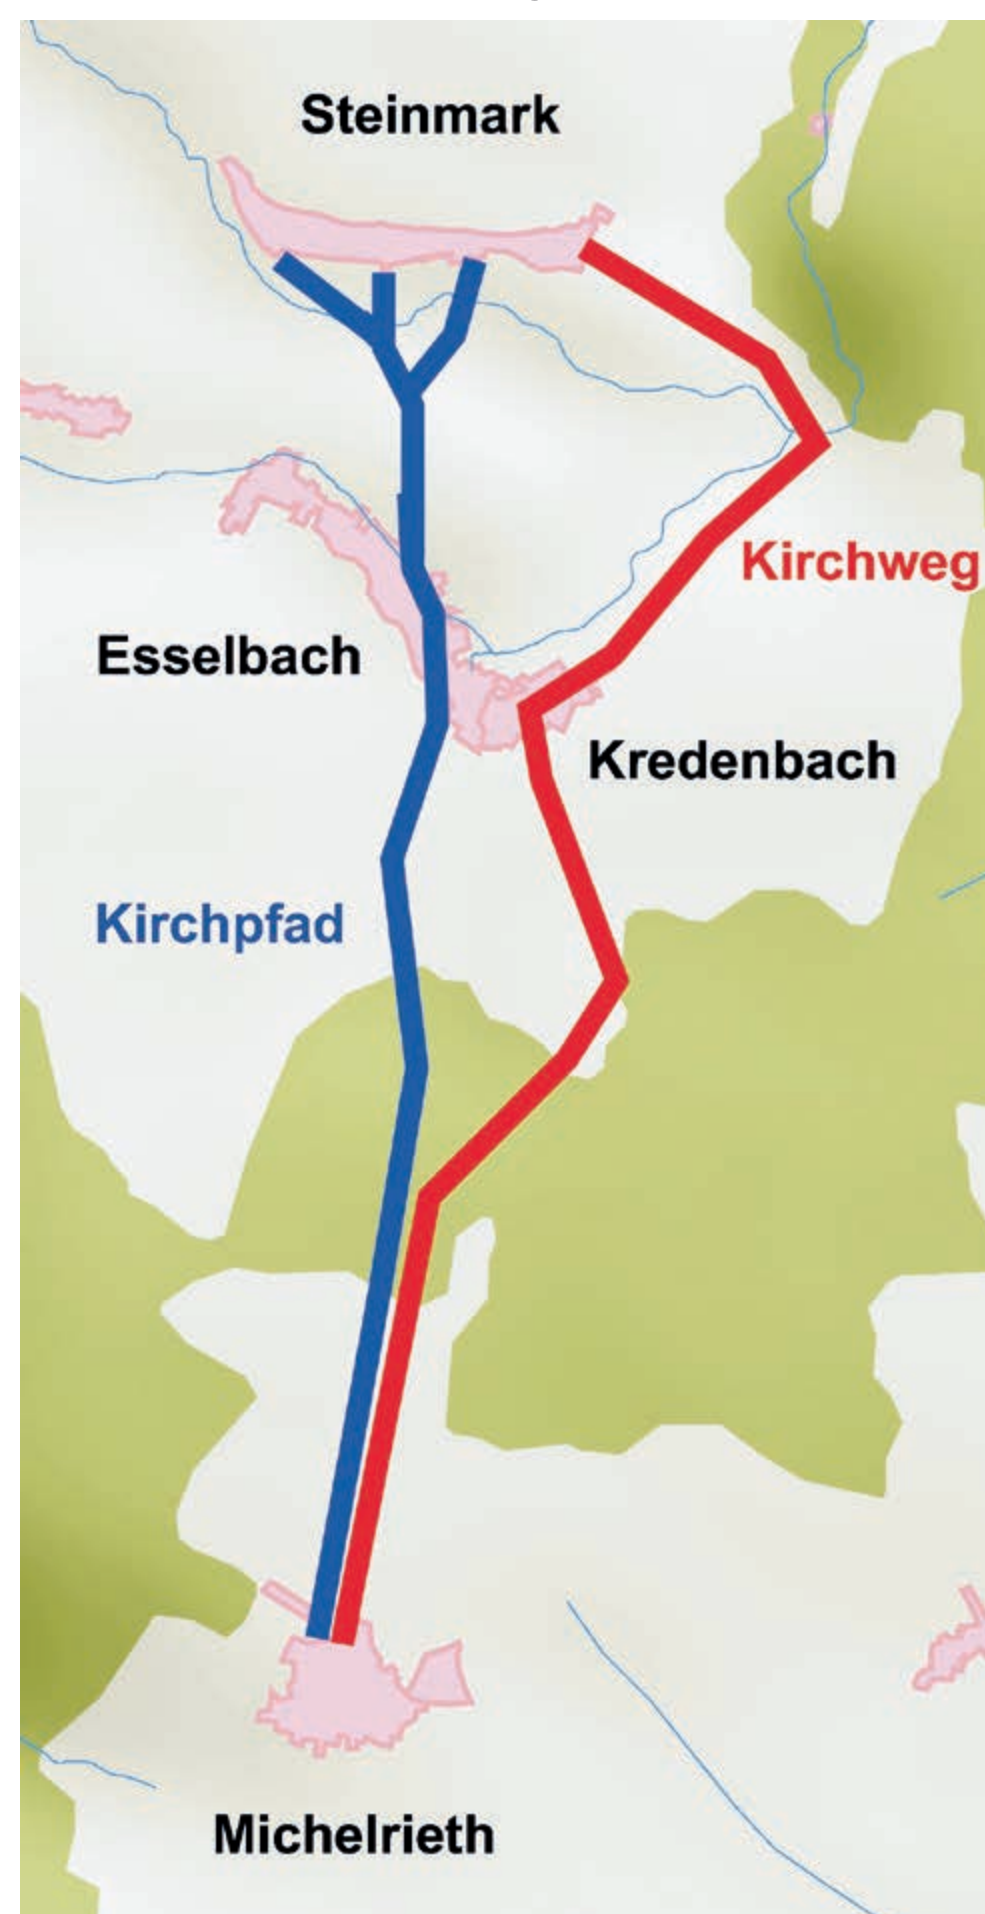 Steinmark
Kirchweg
Esselbach
Kredenbach
Kirchpfad
Michelrieth